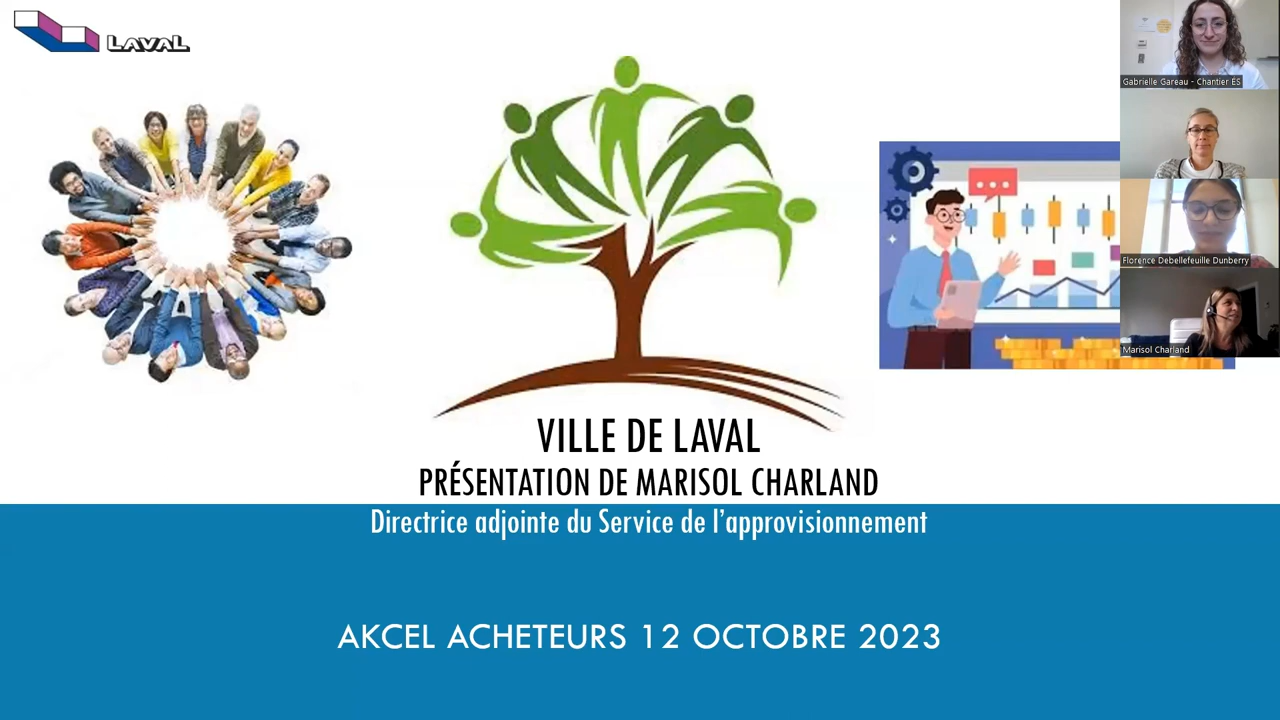 LAVAL
Gabrielle Gareau - Chantier ÉS
Florence Debellefeuille Dunberry
Marisol Charland
VILLE DE LAVAL
PRÉSENTATION DE MARISOL CHARLAND
Directrice adjointe du Service de l’approvisionnement
AKCEL ACHETEURS 12 OCTOBRE 2023